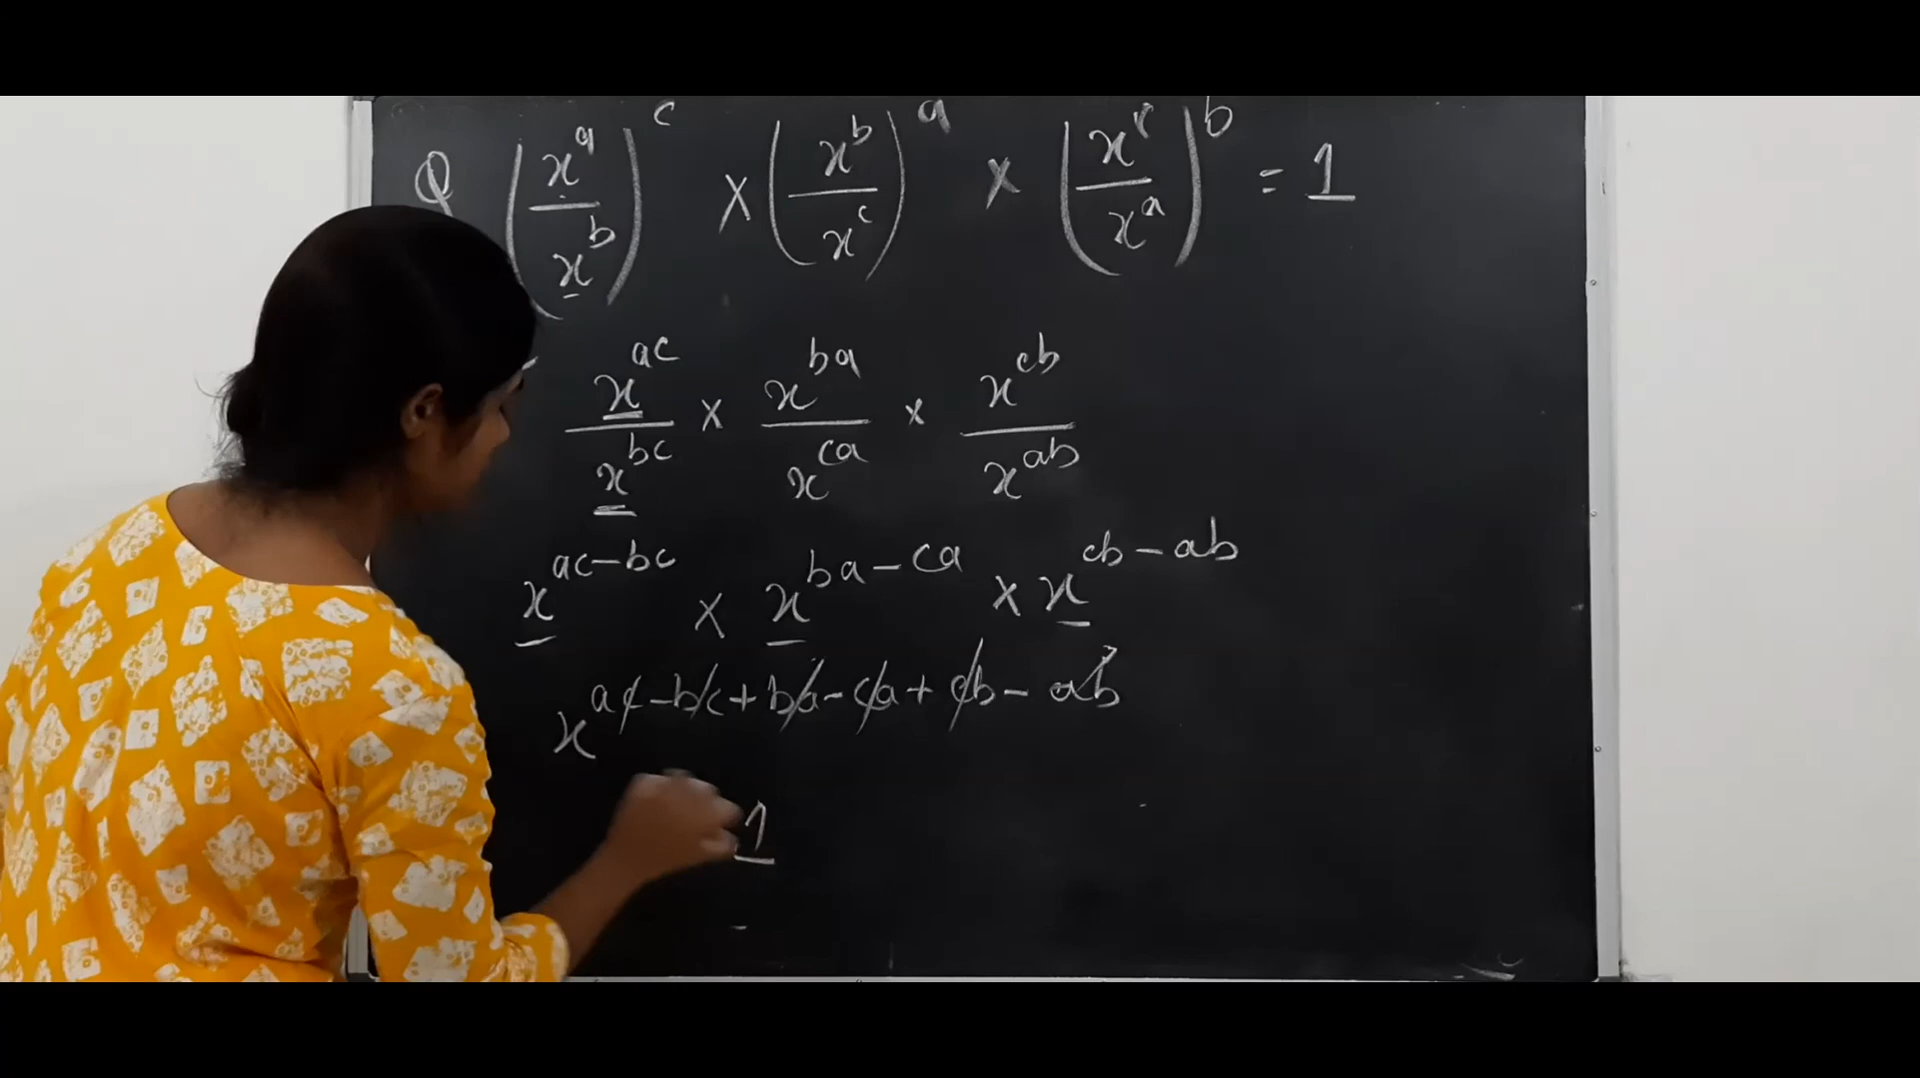 Q (x^a/x^b)^c × (x^b/x^c)^a × (x^c/x^a)^b = 1
x^ac/x^bc × x^ba/x^ca × x^cb/x^ab
x^ac-bc × x^ba-ca × x^cb-ab
x^ac-bc+ba-ca+cb-ab
1